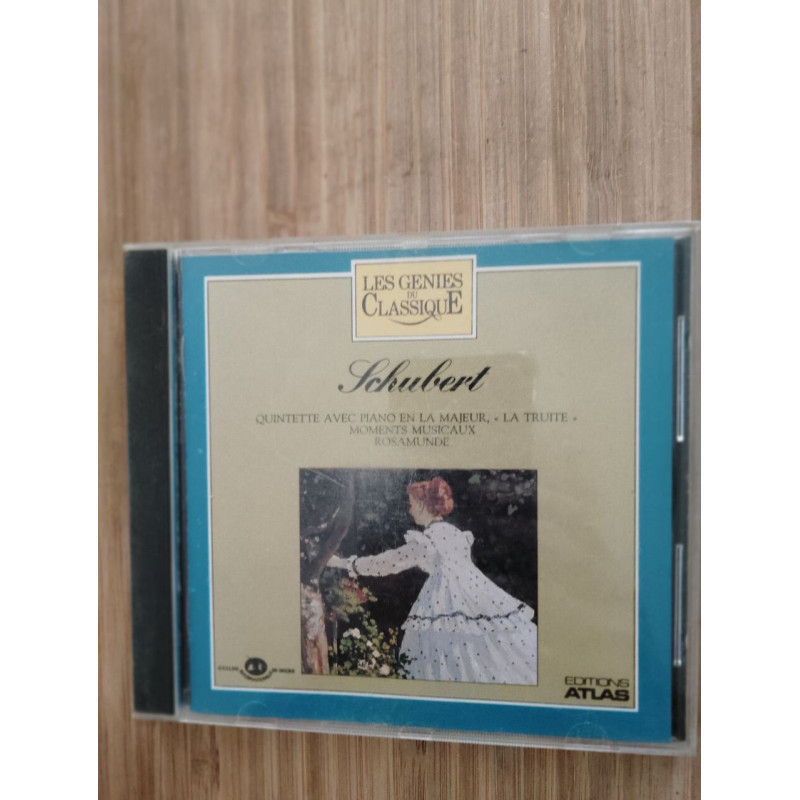 LES GENIES
DU
CLASSIQUE
Schubert
QUINTETTE AVEC PIANO EN LA MAJEUR, « LA TRUITE »
MOMENTS MUSICAUX
ROSAMUNDE
EDITIONS
ATLAS